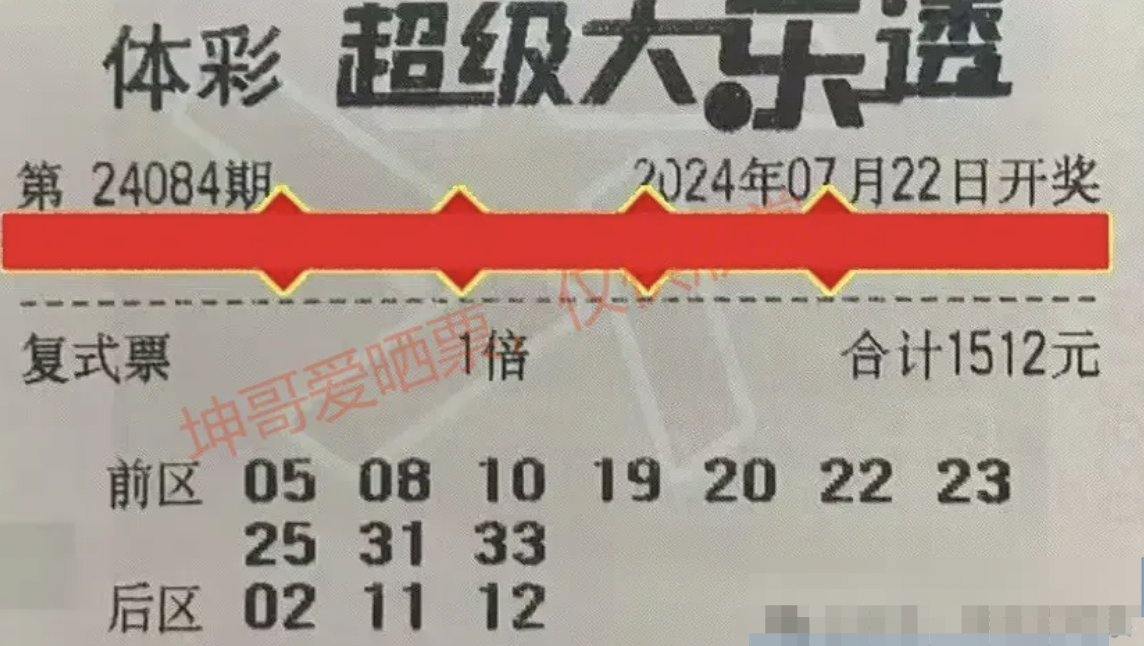 体彩 超级大乐透
第 24084期 2024年07月22日开奖
复式票 1倍 合计1512元
坤哥爱晒票
前区 05 08 10 19 20 22 23
25 31 33
后区 02 11 12